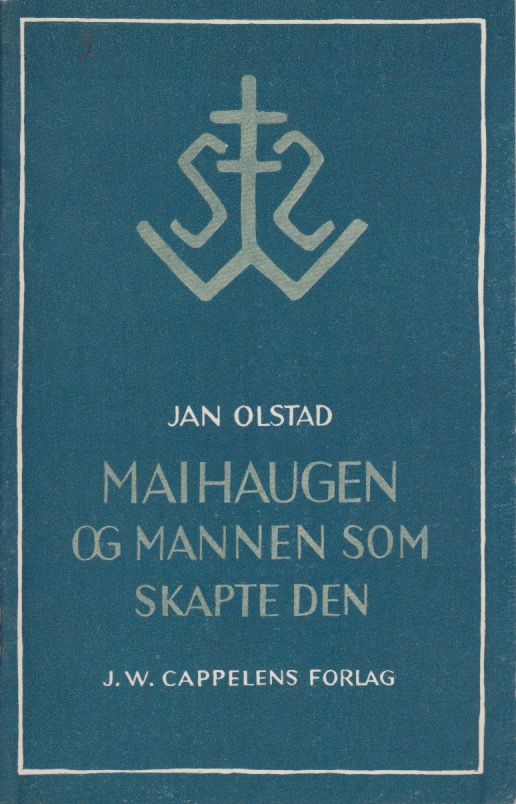 JAN OLSTAD
MAIHAUGEN
OG MANNEN SOM
SKAPTE DEN
J. W. CAPPELENS FORLAG